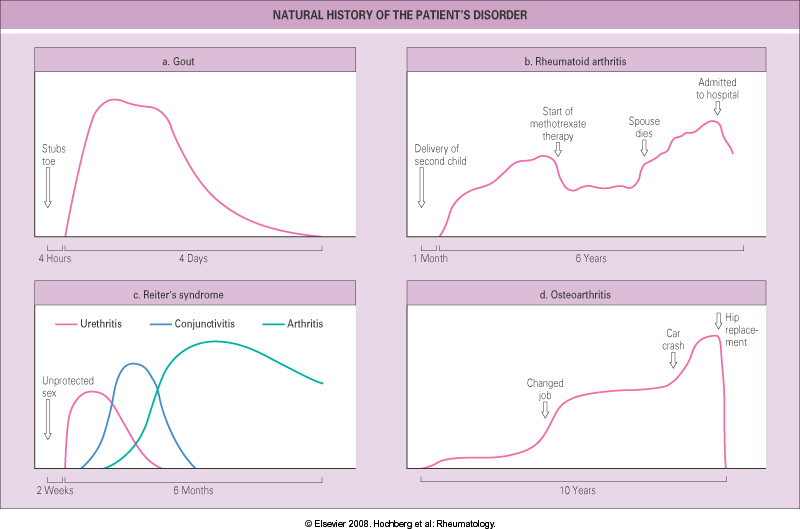 NATURAL HISTORY OF THE PATIENT'S DISORDER
a. Gout
Stubs
toe
4 Hours
4 Days
b. Rheumatoid arthritis
Delivery of
second child
Start of
methotrexate
therapy
Spouse
dies
Admitted
to hospital
1 Month
6 Years
c. Reiter's syndrome
Urethritis
Conjunctivitis
Arthritis
Unprotected
sex
2 Weeks
6 Months
d. Osteoarthritis
Changed
job
Car
crash
Hip
replace-
ment
10 Years
© Elsevier 2008. Hochberg et al: Rheumatology.